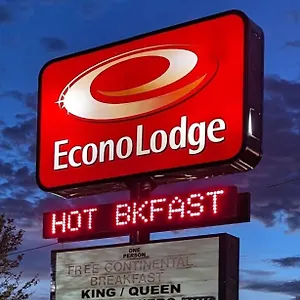 EconoLodge
HOT BKFAST
ONE
PERSON
FREE CONTINENTAL
BREAKFAST
KING / QUEEN